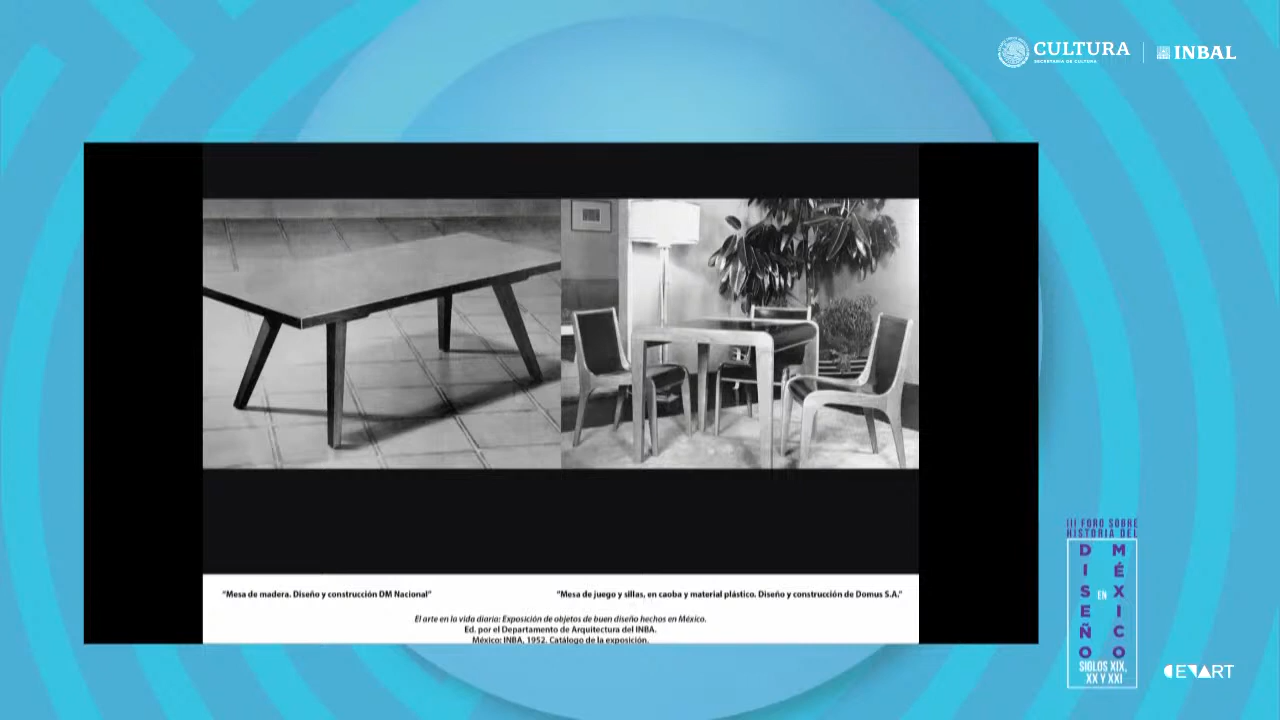 CULTURA
SECRETARÍA DE CULTURA
INBAL
"Mesa de madera. Diseño y construcción DM Nacional"
"Mesa de juego y sillas, en caoba y material plástico. Diseño y construcción de Domus S.A."
El arte en la vida diaria: Exposición de objetos de buen diseño hechos en México.
Ed. por el Departamento de Arquitectura del INBA.
México: INBA, 1952. Catálogo de la exposición.
III FORO SOBRE
HISTORIA DEL
DISEÑO
EN
MÉXICO
SIGLOS XIX,
XX Y XXI
CENART